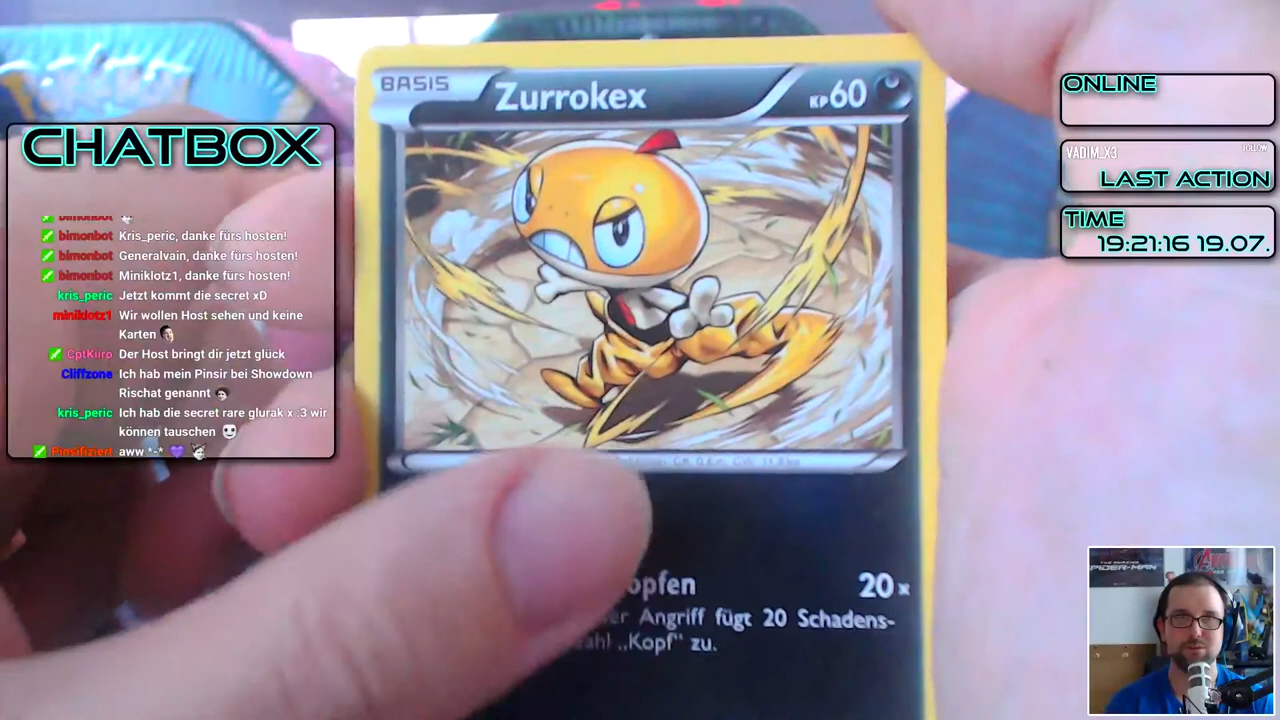 BASIS
Zurrokex
KP60
CHATBOX
bimonbot
bimonbot Kris_peric, danke fürs hosten!
bimonbot Generalvain, danke fürs hosten!
bimonbot Miniklotz1, danke fürs hosten!
kris_peric Jetzt kommt die secret xD
miniklotz1 Wir wollen Host sehen und keine
Karten
CptKiiro Der Host bringt dir jetzt glück
Cliffzone Ich hab mein Pinsir bei Showdown
Rischat genannt
kris_peric Ich hab die secret rare glurak x :3 wir
können tauschen
Pinsifiziert aww *-*
opfen 20x
er Angriff fügt 20 Schadens-
ahl „Kopf" zu.
ONLINE
VADIM_X3 FOLLOW
LAST ACTION
TIME
19:21:16 19.07.